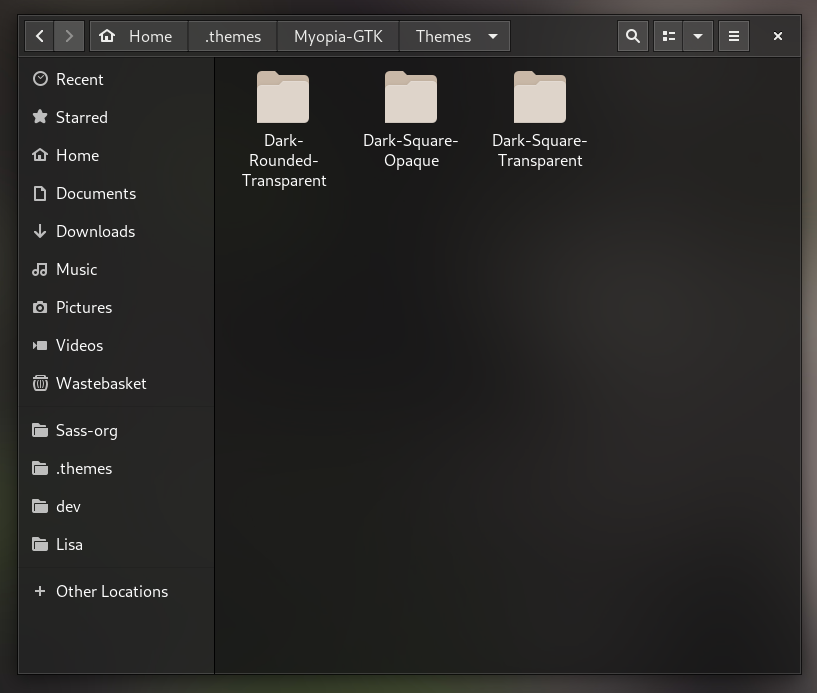 Home .themes Myopia-GTK Themes
Recent
Starred
Home
Documents
Downloads
Music
Pictures
Videos
Wastebasket
Sass-org
.themes
dev
Lisa
Other Locations
Dark-
Rounded-
Transparent
Dark-Square-
Opaque
Dark-Square-
Transparent